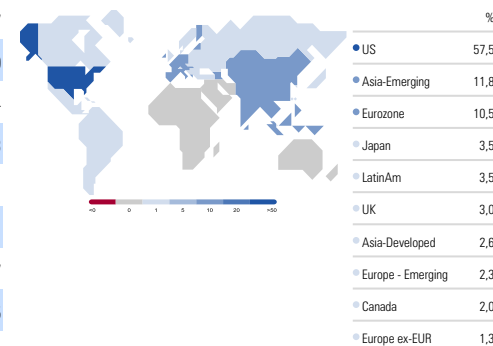 %
US 57,5
Asia-Emerging 11,8
Eurozone 10,5
Japan 3,5
LatinAm 3,5
UK 3,0
Asia-Developed 2,6
Europe - Emerging 2,3
Canada 2,0
Europe ex-EUR 1,3
<0 0 1 5 10 20 >50